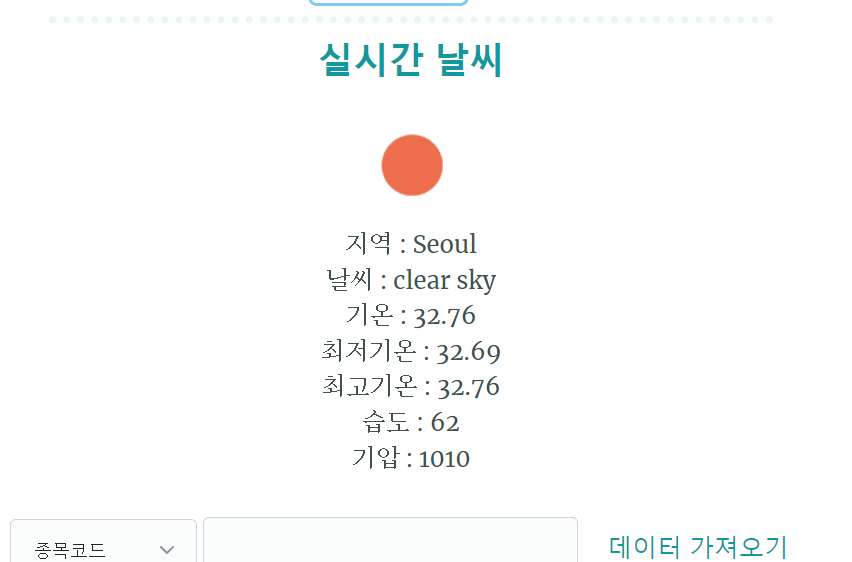 실시간 날씨
지역 : Seoul
날씨 : clear sky
기온 : 32.76
최저기온 : 32.69
최고기온 : 32.76
습도 : 62
기압 : 1010
종목코드
데이터 가져오기